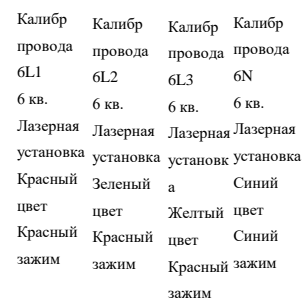 Калибр
провода
6L1
6 кв.
Лазерная
установка
Красный
цвет
Красный
зажим
Калибр
провода
6L2
6 кв.
Лазерная
установка
Зеленый
цвет
Красный
зажим
Калибр
провода
6L3
6 кв.
Лазерная
установк
а
Желтый
цвет
Красный
зажим
Калибр
провода
6N
6 кв.
Лазерная
установка
Синий
цвет
Синий
зажим